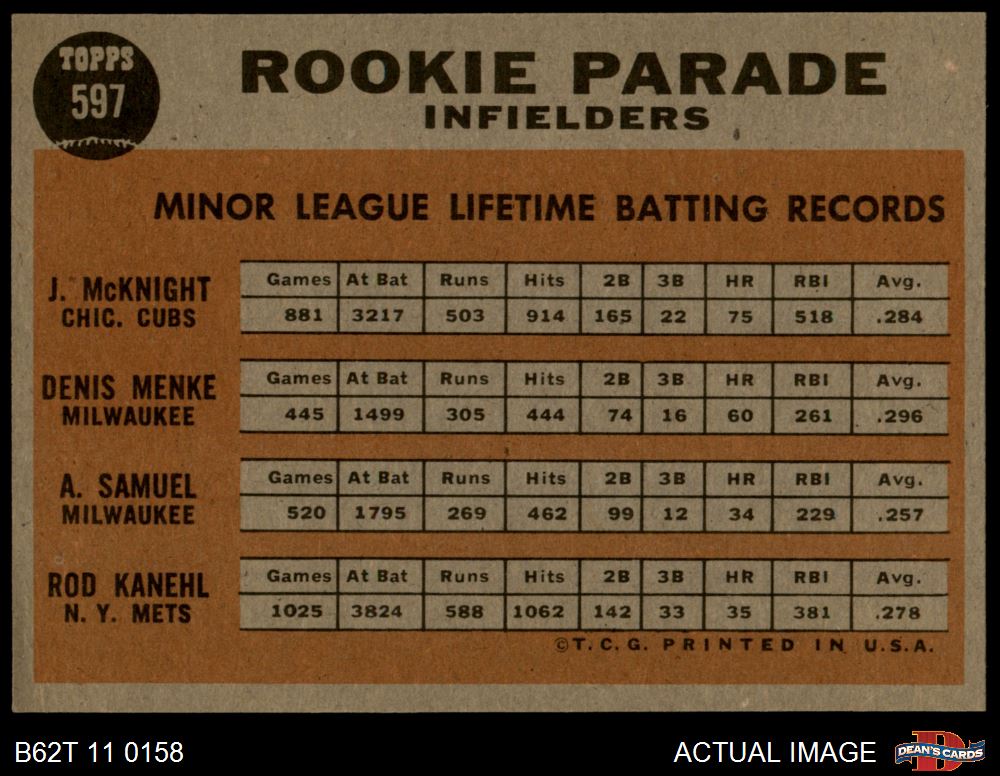 TOPPS
597
ROOKIE PARADE
INFIELDERS
MINOR LEAGUE LIFETIME BATTING RECORDS
J. McKNIGHT
CHIC. CUBS
Games At Bat Runs Hits 2B 3B HR RBI Avg.
881 3217 503 914 165 22 75 518 .284
DENIS MENKE
MILWAUKEE
Games At Bat Runs Hits 2B 3B HR RBI Avg.
445 1499 305 444 74 16 60 261 .296
A. SAMUEL
MILWAUKEE
Games At Bat Runs Hits 2B 3B HR RBI Avg.
520 1795 269 462 99 12 34 229 .257
ROD KANEHL
N. Y. METS
Games At Bat Runs Hits 2B 3B HR RBI Avg.
1025 3824 588 1062 142 33 35 381 .278
©T. C. G. PRINTED IN U.S.A.
B62T 11 0158
ACTUAL IMAGE
D
DEAN'S CARDS